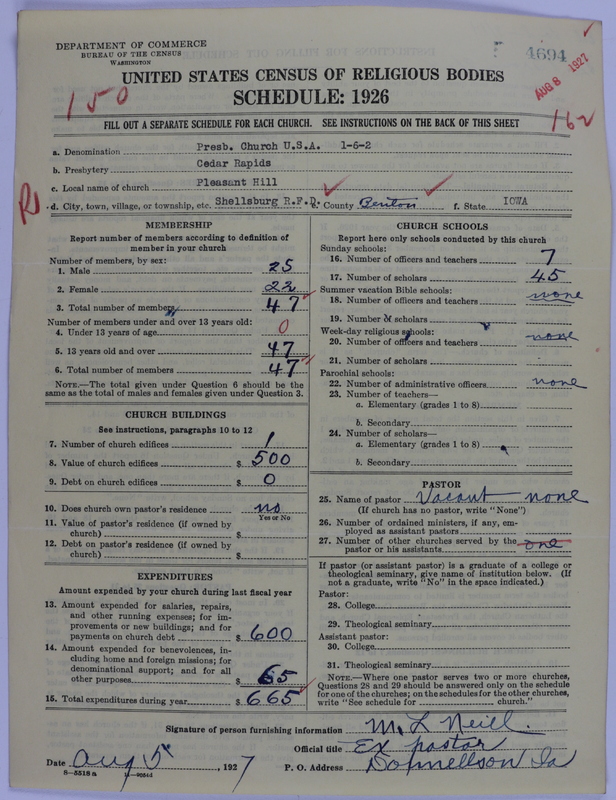 DEPARTMENT OF COMMERCE
BUREAU OF THE CENSUS
WASHINGTON
4694
AUG 8 1927
UNITED STATES CENSUS OF RELIGIOUS BODIES
SCHEDULE: 1926
150
162
FILL OUT A SEPARATE SCHEDULE FOR EACH CHURCH. SEE INSTRUCTIONS ON THE BACK OF THIS SHEET
a. Denomination Presb. Church U.S.A. 1-6-2
b. Presbytery Cedar Rapids
c. Local name of church Pleasant Hill
d. City, town, village, or township, etc. Shellsburg R.F.D. e. County Benton f. State IOWA
MEMBERSHIP
Report number of members according to definition of
member in your church
Number of members, by sex:
1. Male 25
2. Female 22
3. Total number of members 47
Number of members under and over 13 years old:
4. Under 13 years of age 0
5. 13 years old and over 47
6. Total number of members 47
NOTE.—The total given under Question 6 should be the
same as the total of males and females given under Question 3.
CHURCH BUILDINGS
See instructions, paragraphs 10 to 12
7. Number of church edifices 1
8. Value of church edifices $ 500
9. Debt on church edifices $ 0
10. Does church own pastor's residence no
Yes or No
11. Value of pastor's residence (if owned by
church) $
12. Debt on pastor's residence (if owned by
church) $
EXPENDITURES
Amount expended by your church during last fiscal year
13. Amount expended for salaries, repairs,
and other running expenses; for im-
provements or new buildings; and for
payments on church debt $ 600
14. Amount expended for benevolences, in-
cluding home and foreign missions; for
denominational support; and for all
other purposes $ 65
15. Total expenditures during year $ 665
CHURCH SCHOOLS
Report here only schools conducted by this church
Sunday schools:
16. Number of officers and teachers 7
17. Number of scholars 45
Summer vacation Bible schools:
18. Number of officers and teachers none
19. Number of scholars
Week-day religious schools:
20. Number of officers and teachers none
21. Number of scholars
Parochial schools:
22. Number of administrative officers none
23. Number of teachers—
a. Elementary (grades 1 to 8)
b. Secondary
24. Number of scholars—
a. Elementary (grades 1 to 8)
b. Secondary
PASTOR
25. Name of pastor Vacant none
(If church has no pastor, write "None")
26. Number of ordained ministers, if any, em-
ployed as assistant pastors
27. Number of other churches served by the
pastor or his assistants one
If pastor (or assistant pastor) is a graduate of a college or
theological seminary, give name of institution below. (If
not a graduate, write "No" in the space indicated.)
Pastor:
28. College
29. Theological seminary
Assistant pastor:
30. College
31. Theological seminary
NOTE.—Where one pastor serves two or more churches,
Questions 28 and 29 should be answered only on the schedule
for one of the churches; on the schedules for the other churches,
write "See schedule for church."
Signature of person furnishing information M. L. Neill.
Official title Ex pastor
Date Aug 5, 1927 P. O. Address Donnellson Ia
8—5518 a